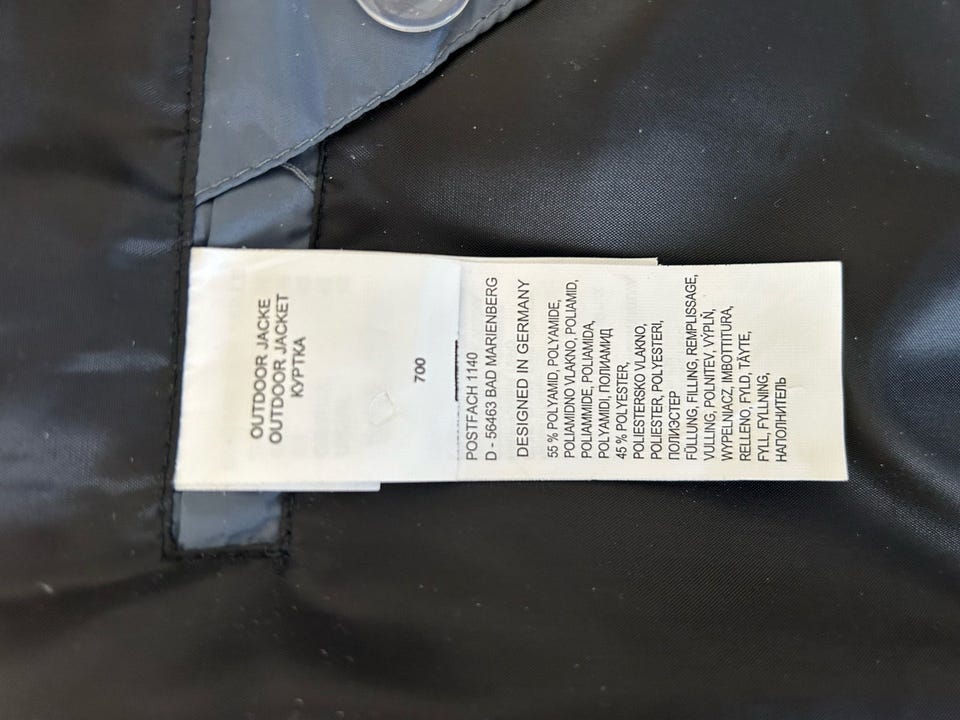 OUTDOOR JACKE
OUTDOOR JACKET
КУРТКА
700
POSTFACH 1140
D - 56463 BAD MARIENBERG
DESIGNED IN GERMANY
55 % POLYAMID, POLYAMIDE,
POLIAMIDNO VLAKNO, POLIAMID,
POLIAMMIDE, POLIAMIDA,
POLYAMIDI, ПОЛИАМИД
45 % POLYESTER,
POLIESTERSKO VLAKNO,
POLIESTER, POLYESTERI,
ПОЛИЭСТЕР
FÜLLUNG, FILLING, REMPLISSAGE,
VULLING, POLNITEV, VÝPLŇ,
WYPEŁNIACZ, IMBOTTITURA,
RELLENO, FYLD, TÄYTE,
FYLL, FYLLNING,
НАПОЛНИТЕЛЬ